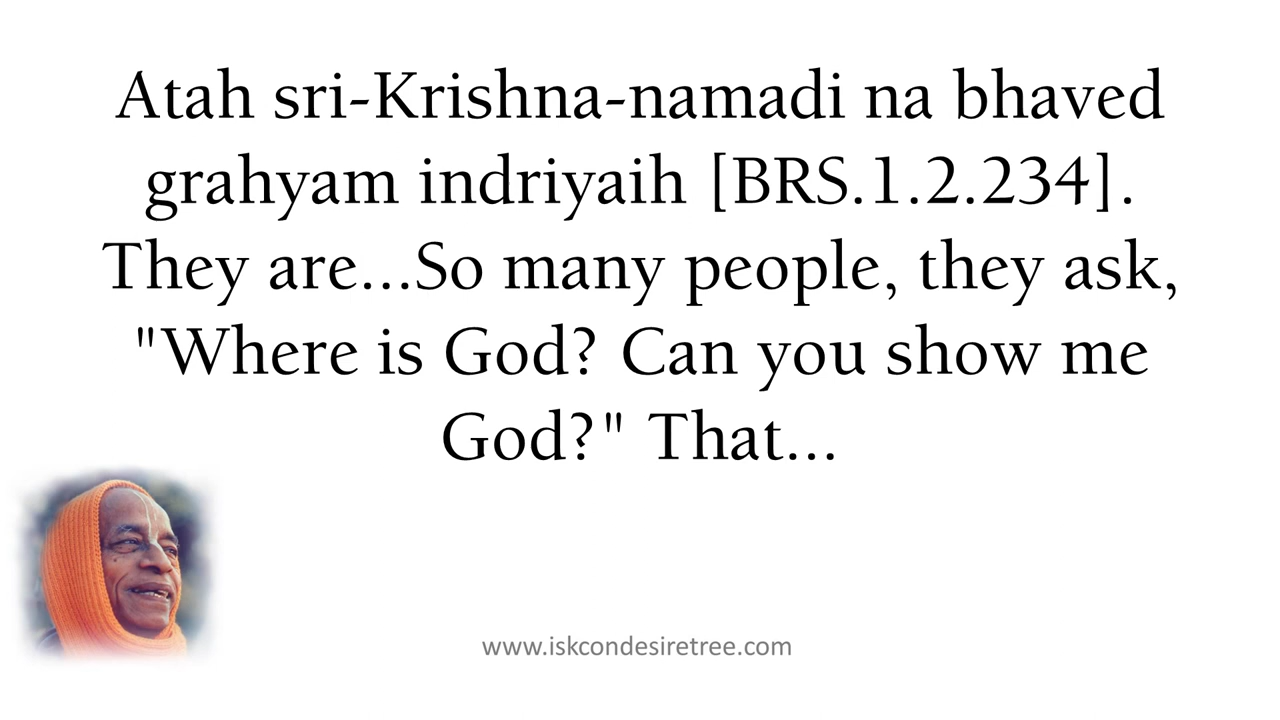 Atah sri-Krishna-namadi na bhaved
grahyam indriyaih [BRS.1.2.234].
They are...So many people, they ask,
"Where is God? Can you show me
God?" That...
www.iskcondesiretree.com